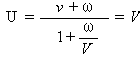 U = (v + ω) / (1 + ω/V) = V